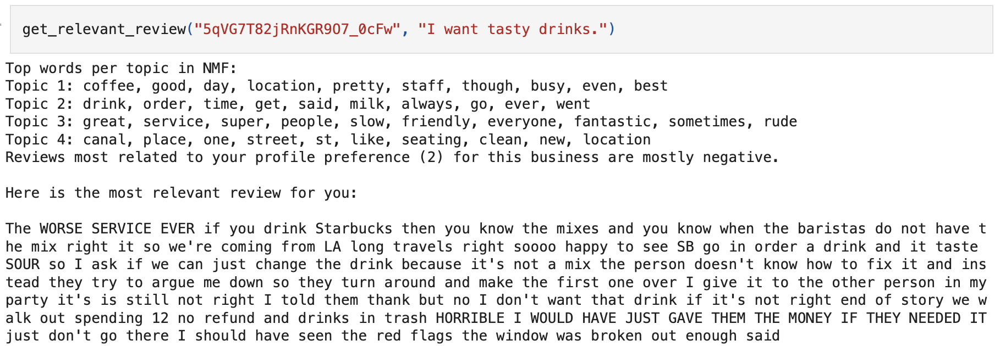 get_relevant_review("5qVG7T82jRnKGR9O7_0cFw", "I want tasty drinks.")
Top words per topic in NMF:
Topic 1: coffee, good, day, location, pretty, staff, though, busy, even, best
Topic 2: drink, order, time, get, said, milk, always, go, ever, went
Topic 3: great, service, super, people, slow, friendly, everyone, fantastic, sometimes, rude
Topic 4: canal, place, one, street, st, like, seating, clean, new, location
Reviews most related to your profile preference (2) for this business are mostly negative.
Here is the most relevant review for you:
The WORSE SERVICE EVER if you drink Starbucks then you know the mixes and you know when the baristas do not have t
he mix right it so we're coming from LA long travels right soooo happy to see SB go in order a drink and it taste
SOUR so I ask if we can just change the drink because it's not a mix the person doesn't know how to fix it and ins
tead they try to argue me down so they turn around and make the first one over I give it to the other person in my
party it's is still not right I told them thank but no I don't want that drink if it's not right end of story we w
alk out spending 12 no refund and drinks in trash HORRIBLE I WOULD HAVE JUST GAVE THEM THE MONEY IF THEY NEEDED IT
just don't go there I should have seen the red flags the window was broken out enough said